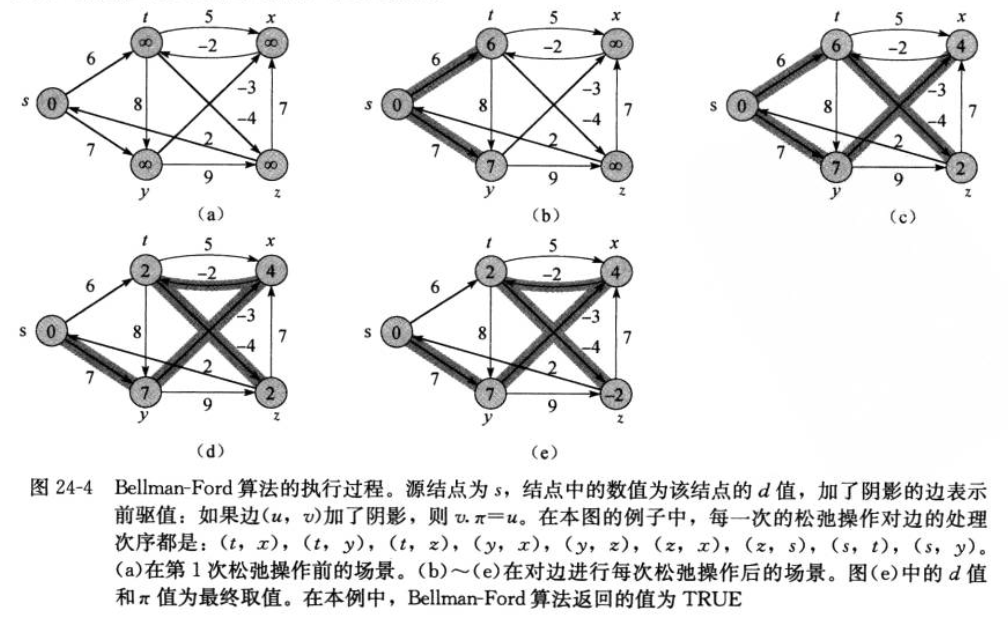 t 5 x
∞ -2 ∞
6
s 0 8 -3
-4 7
7 2
∞ 9 ∞
y z
(a)
t 5 x
6 -2 ∞
6
s 0 8 -3
-4 7
7 2
7 9 ∞
y z
(b)
t 5 x
6 -2 4
6
s 0 8 -3
-4 7
7 2
7 9 2
y z
(c)
t 5 x
2 -2 4
6
s 0 8 -3
-4 7
7 2
7 9 2
y z
(d)
t 5 x
2 -2 4
6
s 0 8 -3
-4 7
7 2
7 9 -2
y z
(e)
图 24-4 Bellman-Ford 算法的执行过程。源结点为 s,结点中的数值为该结点的 d 值,加了阴影的边表示
前驱值:如果边(u,v)加了阴影,则 v.π=u。在本图的例子中,每一次的松弛操作对边的处理
次序都是:(t,x),(t,y),(t,z),(y,x),(y,z),(z,x),(z,s),(s,t),(s,y)。
(a)在第 1 次松弛操作前的场景。(b)~(e)在对边进行每次松弛操作后的场景。图(e)中的 d 值
和 π 值为最终取值。在本例中,Bellman-Ford 算法返回的值为 TRUE